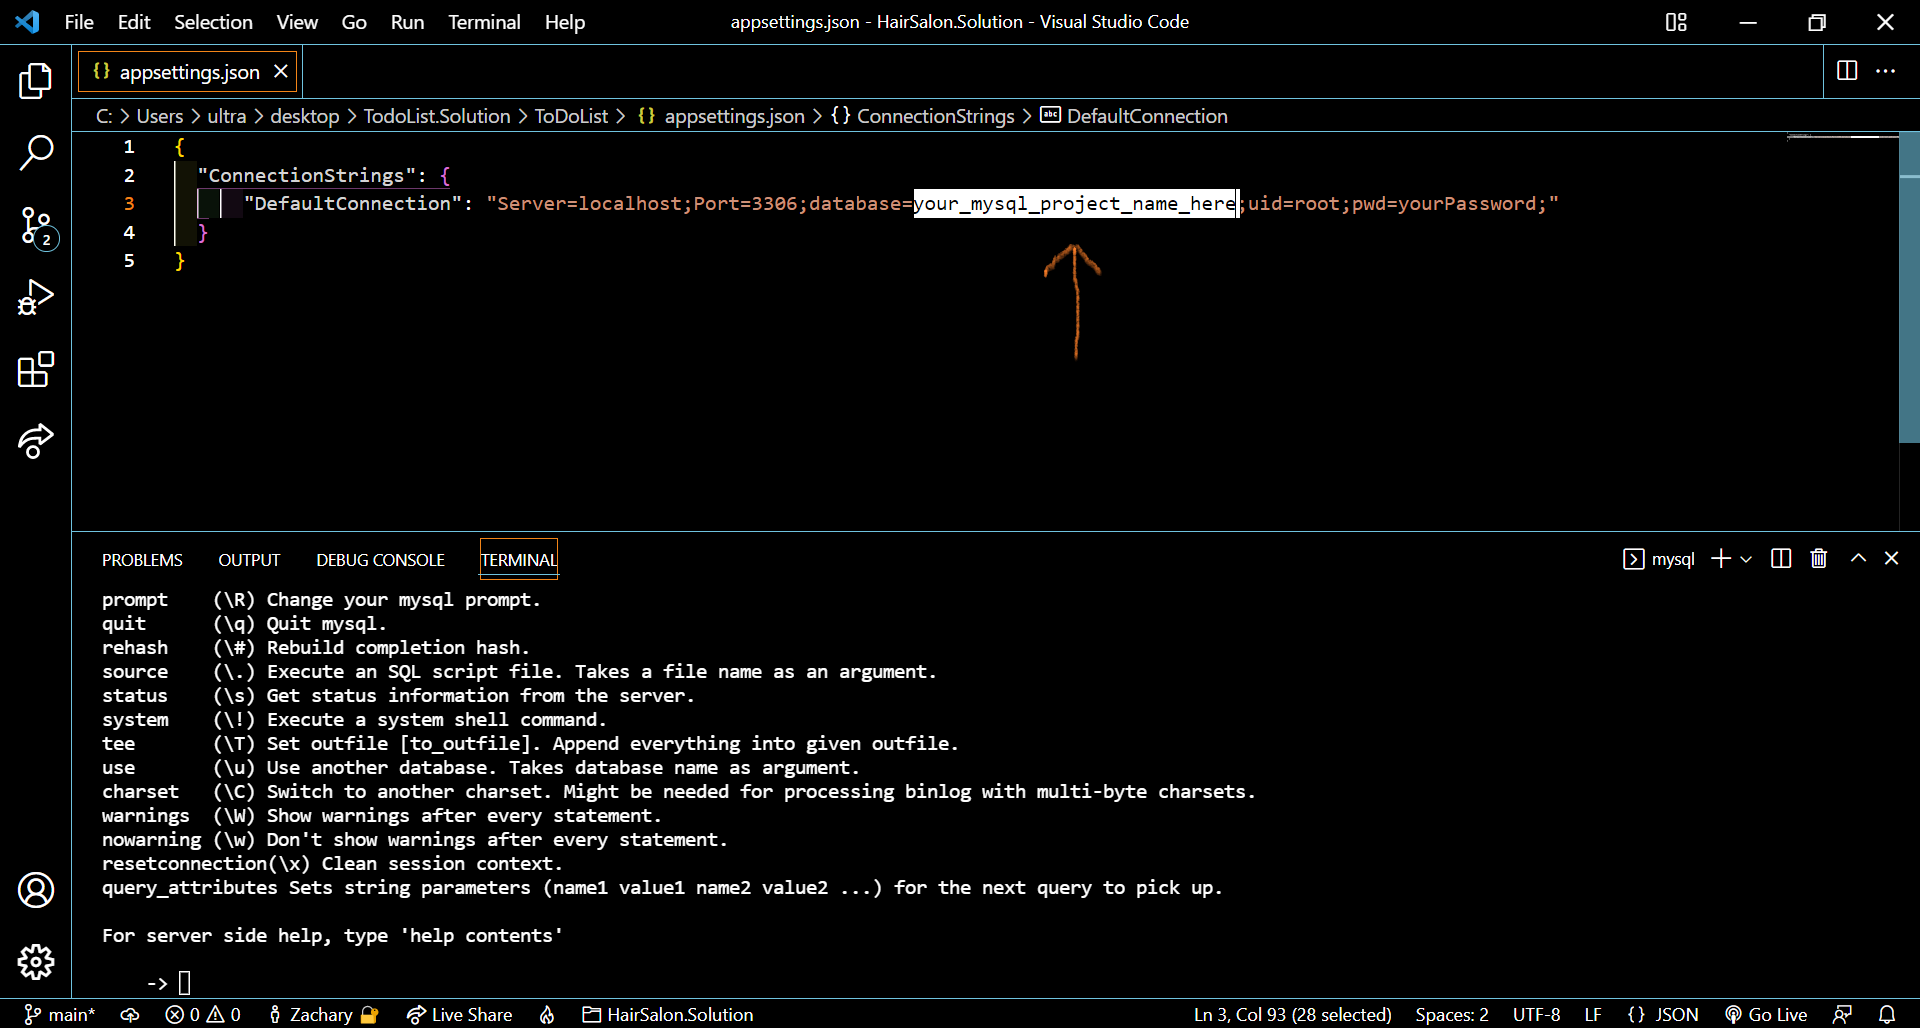 File Edit Selection View Go Run Terminal Help appsettings.json - HairSalon.Solution - Visual Studio Code
{} appsettings.json
C: > Users > ultra > desktop > TodoList.Solution > ToDoList > {} appsettings.json > {} ConnectionStrings > abc DefaultConnection
1 {
2 "ConnectionStrings": {
3 "DefaultConnection": "Server=localhost;Port=3306;database=your_mysql_project_name_here;uid=root;pwd=yourPassword;"
4 }
5 }
2
PROBLEMS OUTPUT DEBUG CONSOLE TERMINAL mysql
prompt (\R) Change your mysql prompt.
quit (\q) Quit mysql.
rehash (\#) Rebuild completion hash.
source (\.) Execute an SQL script file. Takes a file name as an argument.
status (\s) Get status information from the server.
system (\!) Execute a system shell command.
tee (\T) Set outfile [to_outfile]. Append everything into given outfile.
use (\u) Use another database. Takes database name as argument.
charset (\C) Switch to another charset. Might be needed for processing binlog with multi-byte charsets.
warnings (\W) Show warnings after every statement.
nowarning (\w) Don't show warnings after every statement.
resetconnection(\x) Clean session context.
query_attributes Sets string parameters (name1 value1 name2 value2 ...) for the next query to pick up.
For server side help, type 'help contents'
->
main* 0 0 Zachary Live Share HairSalon.Solution Ln 3, Col 93 (28 selected) Spaces: 2 UTF-8 LF {} JSON Go Live